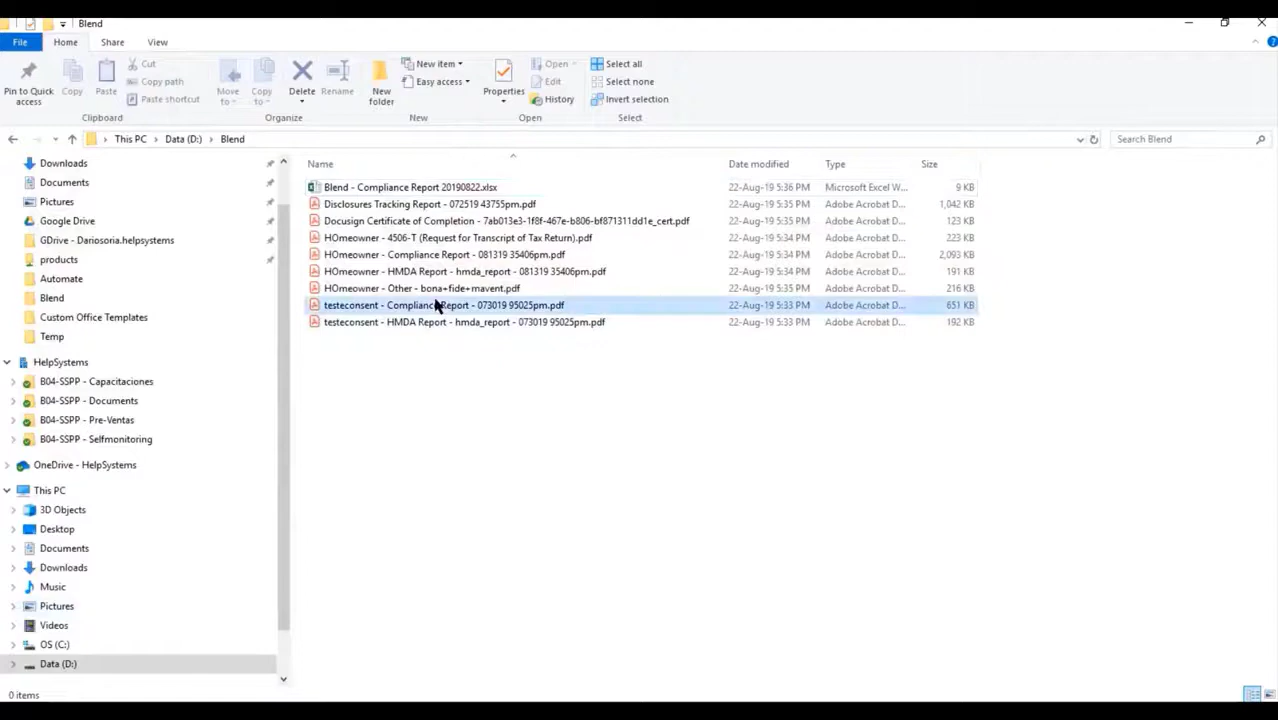 Blend
File Home Share View
Pin to Quick access
Copy
Paste
Cut
Copy path
Paste shortcut
Clipboard
Move to
Copy to
Delete
Rename
Organize
New folder
New item
Easy access
New
Properties
Open
Edit
History
Open
Select all
Select none
Invert selection
Select
This PC > Data (D:) > Blend
Search Blend
Name Date modified Type Size
Blend - Compliance Report 20190822.xlsx 22-Aug-19 5:36 PM Microsoft Excel W... 9 KB
Disclosures Tracking Report - 072519 43755pm.pdf 22-Aug-19 5:35 PM Adobe Acrobat D... 1,042 KB
Docusign Certificate of Completion - 7ab013e3-1f8f-467e-b806-bf871311dd1e_cert.pdf 22-Aug-19 5:35 PM Adobe Acrobat D... 123 KB
HOmeowner - 4506-T (Request for Transcript of Tax Return).pdf 22-Aug-19 5:34 PM Adobe Acrobat D... 223 KB
HOmeowner - Compliance Report - 081319 35406pm.pdf 22-Aug-19 5:34 PM Adobe Acrobat D... 2,093 KB
HOmeowner - HMDA Report - hmda_report - 081319 35406pm.pdf 22-Aug-19 5:34 PM Adobe Acrobat D... 191 KB
HOmeowner - Other - bona+fide+mavent.pdf 22-Aug-19 5:35 PM Adobe Acrobat D... 216 KB
testeconsent - Compliance Report - 073019 95025pm.pdf 22-Aug-19 5:33 PM Adobe Acrobat D... 651 KB
testeconsent - HMDA Report - hmda_report - 073019 95025pm.pdf 22-Aug-19 5:33 PM Adobe Acrobat D... 192 KB
Downloads
Documents
Pictures
Google Drive
GDrive - Dariosoria.helpsystems
products
Automate
Blend
Custom Office Templates
Temp
HelpSystems
B04-SSPP - Capacitaciones
B04-SSPP - Documents
B04-SSPP - Pre-Ventas
B04-SSPP - Selfmonitoring
OneDrive - HelpSystems
This PC
3D Objects
Desktop
Documents
Downloads
Music
Pictures
Videos
OS (C:)
Data (D:)
0 items